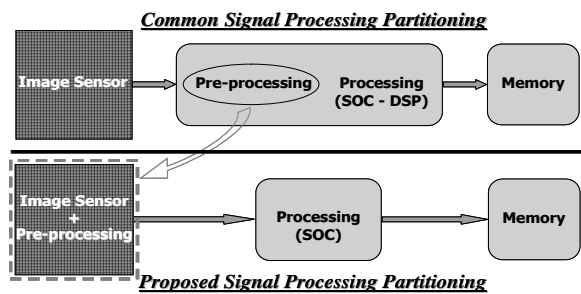 Common Signal Processing Partitioning
Image Sensor
Pre-processing
Processing
(SOC - DSP)
Memory
Image Sensor
+
Pre-processing
Processing
(SOC)
Memory
Proposed Signal Processing Partitioning